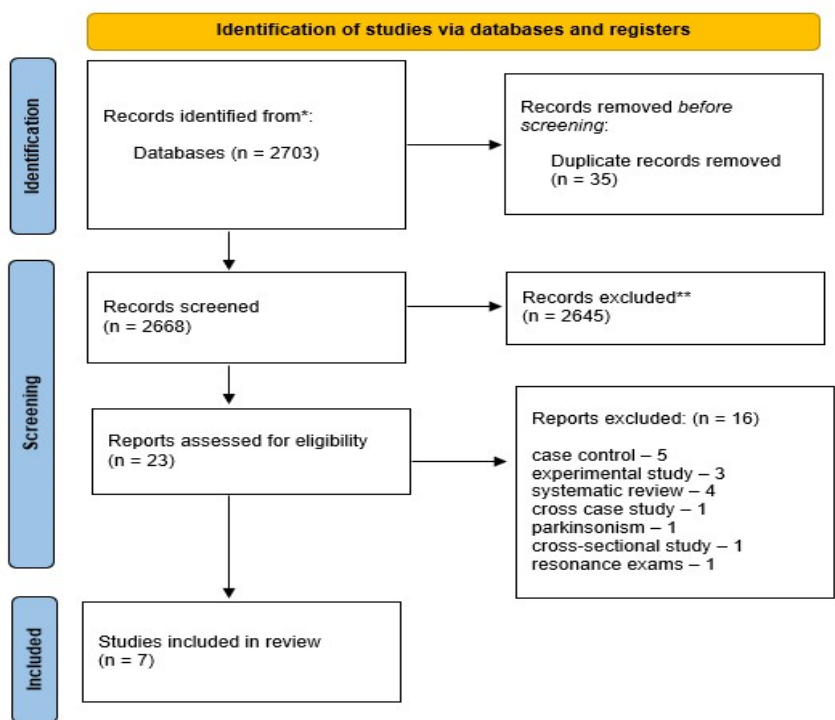 Identification of studies via databases and registers
Identification
Records identified from*:
Databases (n = 2703)
Records removed before
screening:
Duplicate records removed
(n = 35)
Screening
Records screened
(n = 2668)
Records excluded**
(n = 2645)
Reports assessed for eligibility
(n = 23)
Reports excluded: (n = 16)
case control – 5
experimental study – 3
systematic review – 4
cross case study – 1
parkinsonism – 1
cross-sectional study – 1
resonance exams – 1
Included
Studies included in review
(n = 7)